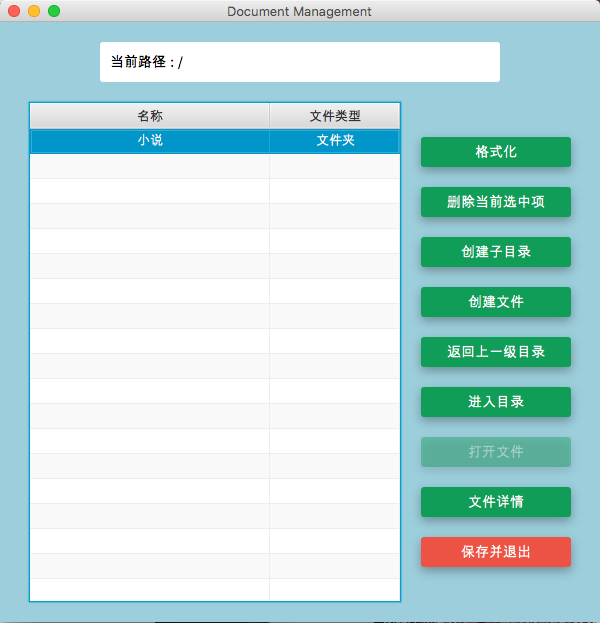 Document Management
当前路径 : /
名称 文件类型
小说 文件夹
格式化
删除当前选中项
创建子目录
创建文件
返回上一级目录
进入目录
打开文件
文件详情
保存并退出